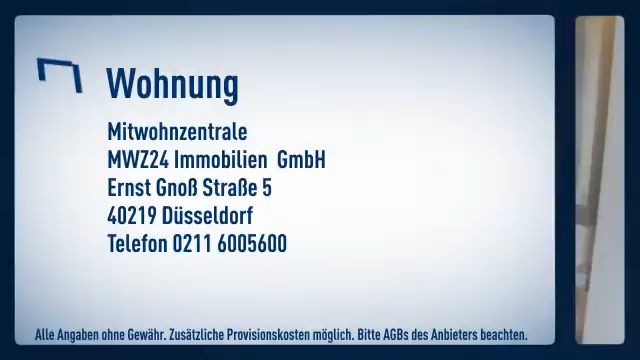 Wohnung
Mitwohnzentrale
MWZ24 Immobilien GmbH
Ernst Gnoß Straße 5
40219 Düsseldorf
Telefon 0211 6005600
Alle Angaben ohne Gewähr. Zusätzliche Provisionskosten möglich. Bitte AGBs des Anbieters beachten.